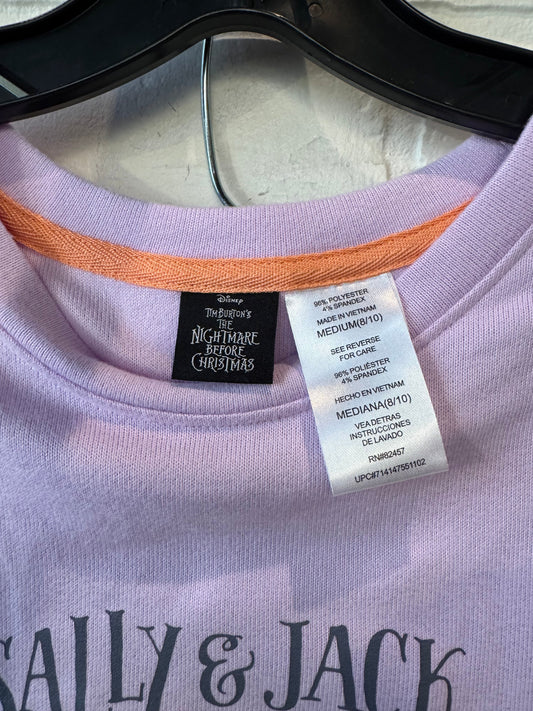 Disney
TIM BURTON'S
THE
NIGHTMARE
BEFORE
CHRISTMAS
96% POLYESTER
4% SPANDEX
MADE IN VIETNAM
MEDIUM(8/10)
SEE REVERSE
FOR CARE
96% POLIÉSTER
4% SPANDEX
HECHO EN VIETNAM
MEDIANA(8/10)
VEA DETRAS
INSTRUCCIONES
DE LAVADO
RN#82457
UPC#714147551102
SALLY & JACK